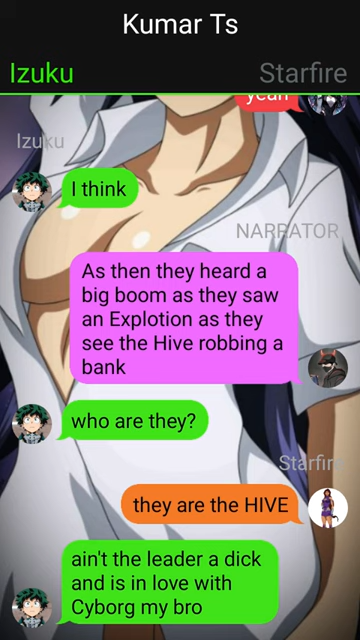 Kumar Ts
Izuku Starfire
yeah
Izuku
I think
NARRATOR
As then they heard a
big boom as they saw
an Explotion as they
see the Hive robbing a
bank
who are they?
Starfire
they are the HIVE
ain't the leader a dick
and is in love with
Cyborg my bro